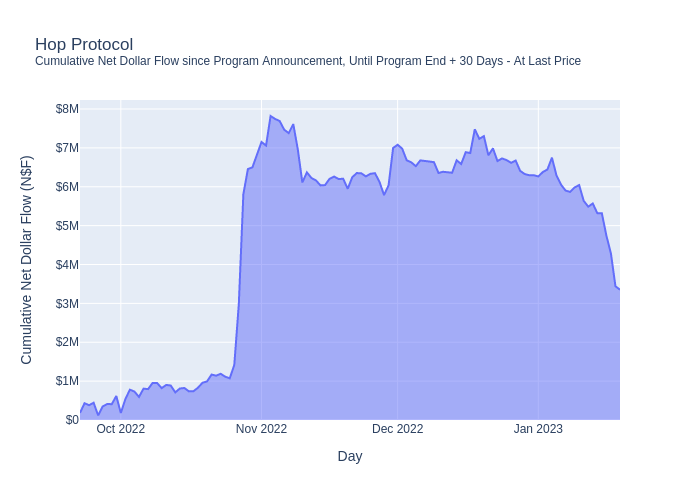 Hop Protocol
Cumulative Net Dollar Flow since Program Announcement, Until Program End + 30 Days - At Last Price
Cumulative Net Dollar Flow (N$F)
$8M
$7M
$6M
$5M
$4M
$3M
$2M
$1M
$0
Oct 2022
Nov 2022
Dec 2022
Jan 2023
Day